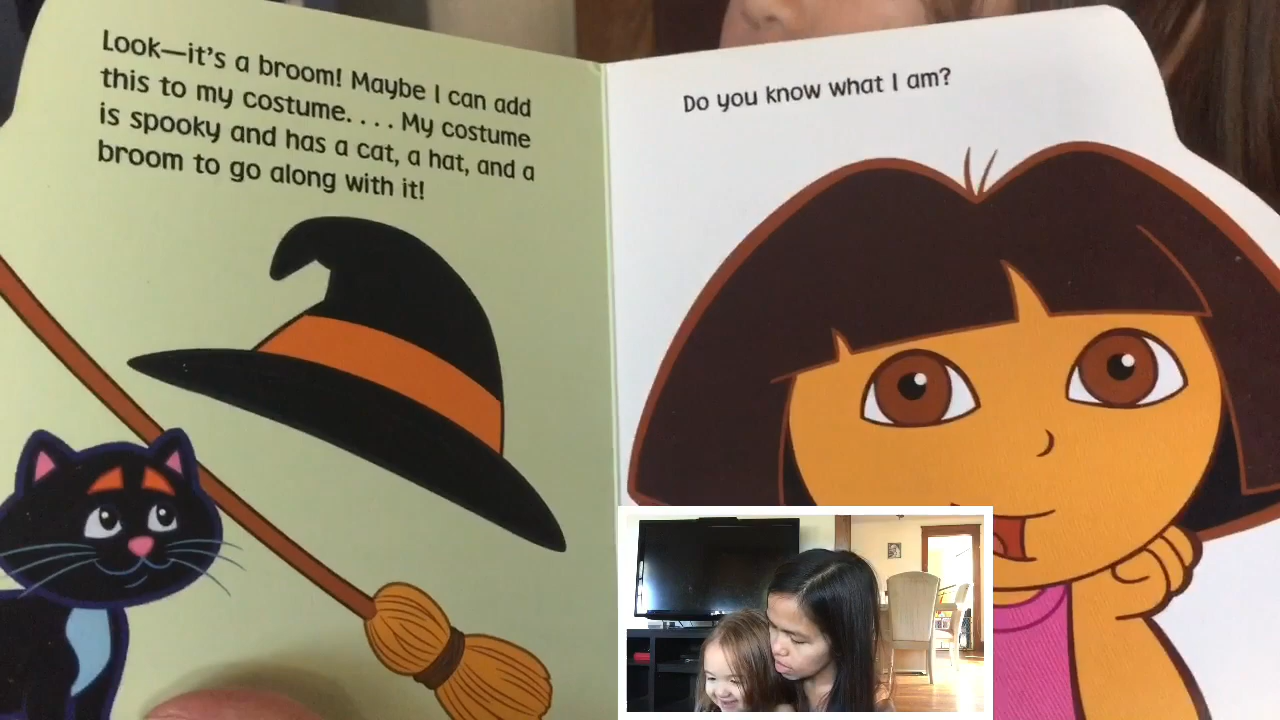 Look—it's a broom! Maybe I can add
this to my costume. . . . My costume
is spooky and has a cat, a hat, and a
broom to go along with it!
Do you know what I am?